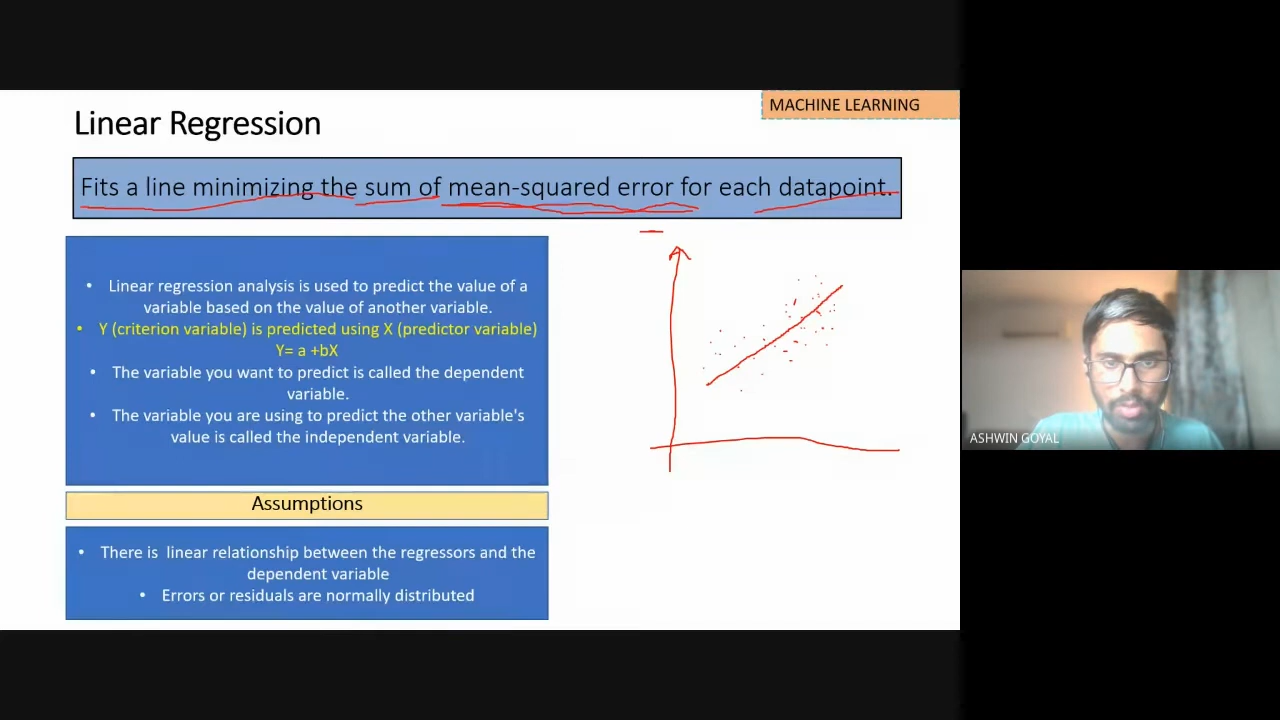 MACHINE LEARNING
Linear Regression
Fits a line minimizing the sum of mean-squared error for each datapoint.
• Linear regression analysis is used to predict the value of a
variable based on the value of another variable.
• Y (criterion variable) is predicted using X (predictor variable)
Y= a +bX
• The variable you want to predict is called the dependent
variable.
• The variable you are using to predict the other variable's
value is called the independent variable.
Assumptions
• There is linear relationship between the regressors and the
dependent variable
• Errors or residuals are normally distributed
ASHWIN GOYAL